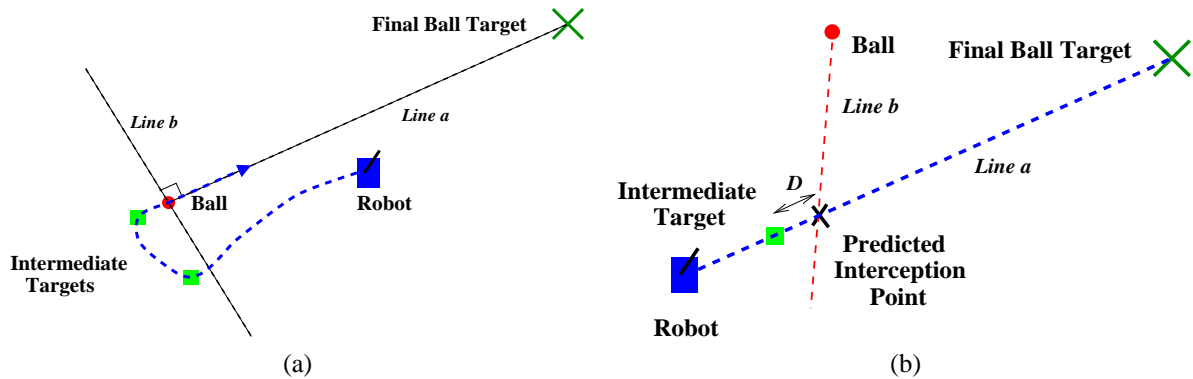 Final Ball Target
Line b
Line a
Ball
Robot
Intermediate
Targets
(a)
Ball
Final Ball Target
Line b
Line a
D
Intermediate
Target
Predicted
Interception
Point
Robot
(b)